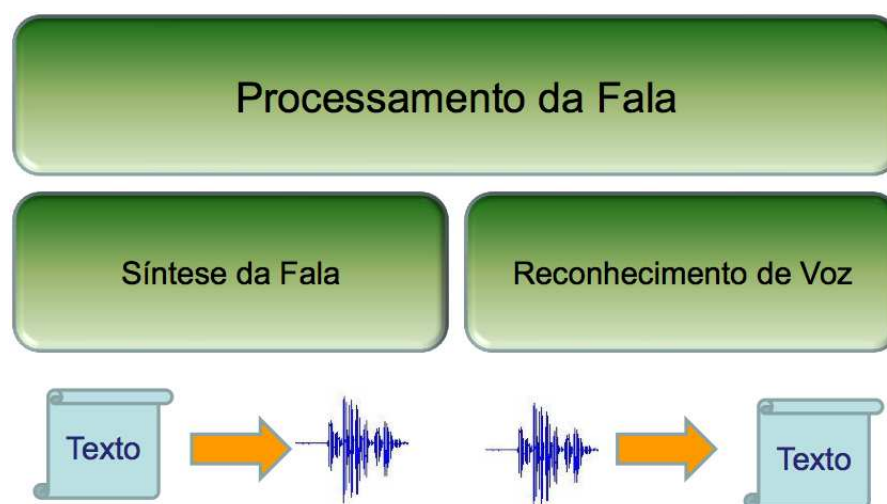 Processamento da Fala
Síntese da Fala
Reconhecimento de Voz
Texto
Texto